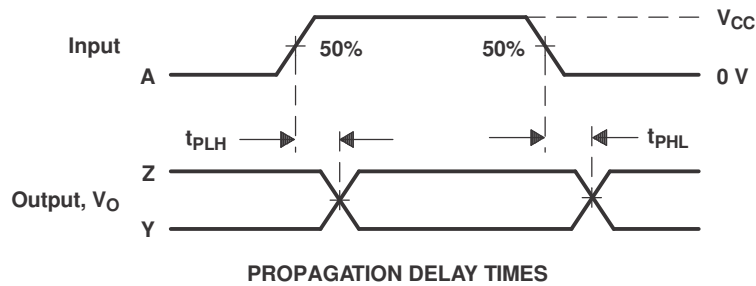 V_CC
Input
50%
50%
A
0 V
t_PLH
t_PHL
Z
Output, V_O
Y
PROPAGATION DELAY TIMES